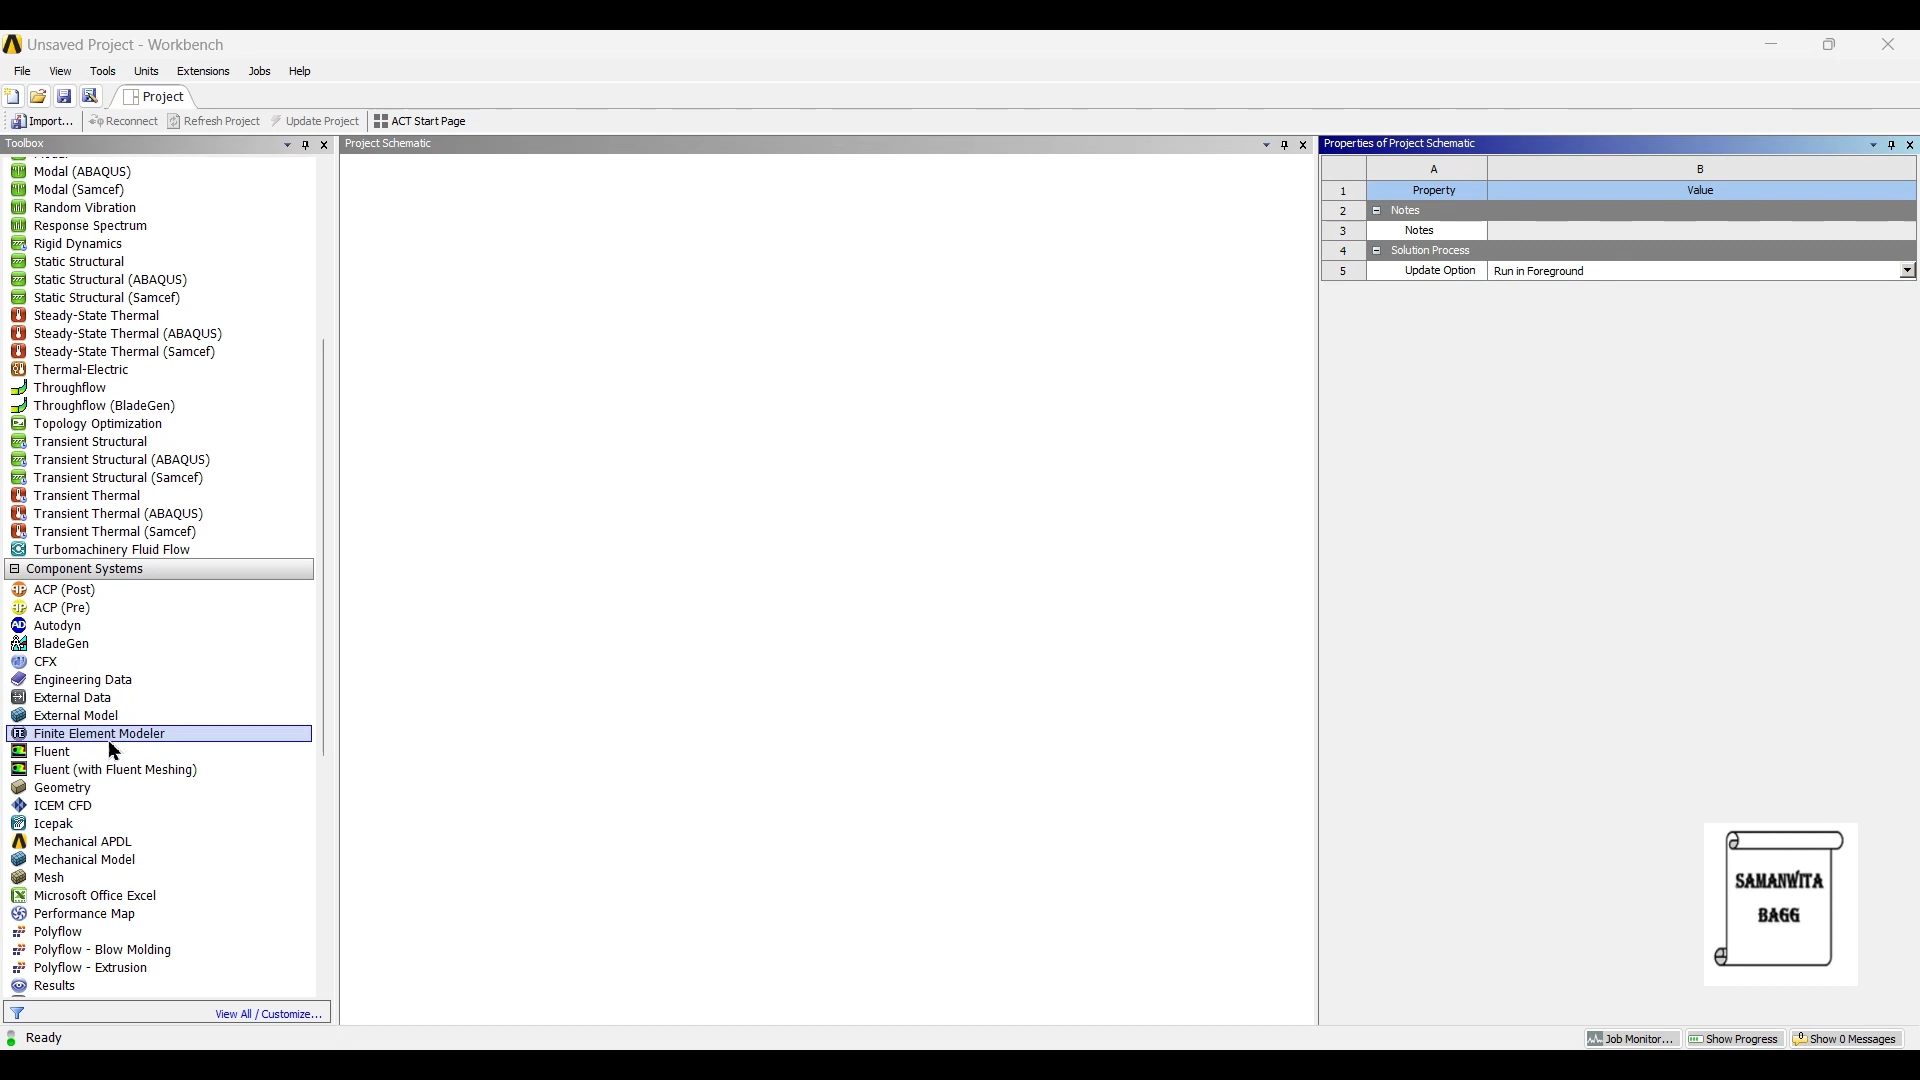 Unsaved Project - Workbench
File View Tools Units Extensions Jobs Help
Project
Import... Reconnect Refresh Project Update Project ACT Start Page
Toolbox
Modal (ABAQUS)
Modal (Samcef)
Random Vibration
Response Spectrum
Rigid Dynamics
Static Structural
Static Structural (ABAQUS)
Static Structural (Samcef)
Steady-State Thermal
Steady-State Thermal (ABAQUS)
Steady-State Thermal (Samcef)
Thermal-Electric
Throughflow
Throughflow (BladeGen)
Topology Optimization
Transient Structural
Transient Structural (ABAQUS)
Transient Structural (Samcef)
Transient Thermal
Transient Thermal (ABAQUS)
Transient Thermal (Samcef)
Turbomachinery Fluid Flow
Component Systems
ACP (Post)
ACP (Pre)
Autodyn
BladeGen
CFX
Engineering Data
External Data
External Model
Finite Element Modeler
Fluent
Fluent (with Fluent Meshing)
Geometry
ICEM CFD
Icepak
Mechanical APDL
Mechanical Model
Mesh
Microsoft Office Excel
Performance Map
Polyflow
Polyflow - Blow Molding
Polyflow - Extrusion
Results
View All / Customize...
Project Schematic
Properties of Project Schematic
A B
1 Property Value
2 Notes
3 Notes
4 Solution Process
5 Update Option Run in Foreground
SAMANWITA
BAGG
Ready
Job Monitor... Show Progress Show 0 Messages